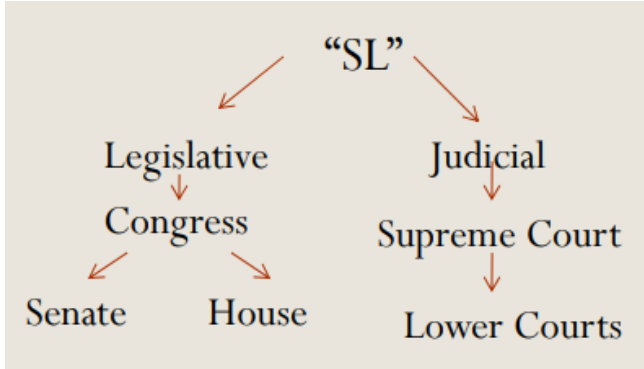 “SL”
Legislative
Judicial
Congress
Supreme Court
Senate
House
Lower Courts